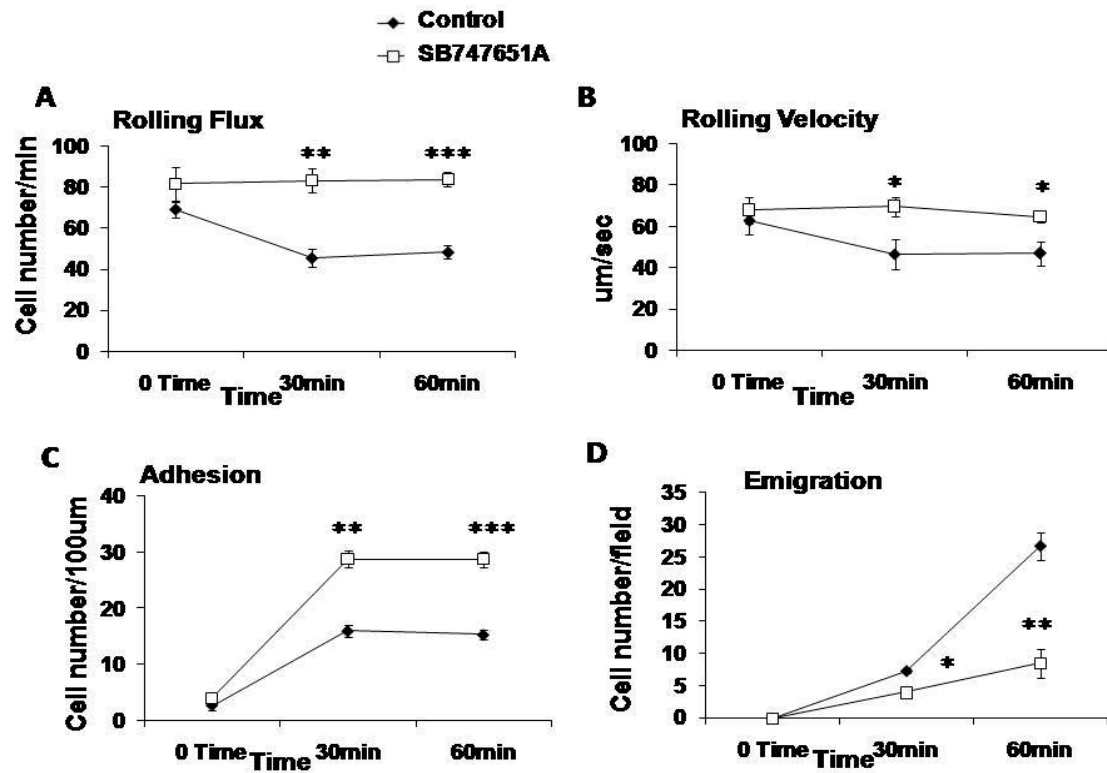 Control
SB747651A
A
Rolling Flux
Cell number/min
100
80
60
40
20
0
** ***
0 Time 30min 60min
Time
B
Rolling Velocity
um/sec
100
80
60
40
20
0
* *
0 Time 30min 60min
Time
C
Adhesion
Cell number/100um
40
30
20
10
0
** ***
0 Time 30min 60min
Time
D
Emigration
Cell number/field
35
30
25
20
15
10
5
0
**
*
0 Time 30min 60min
Time